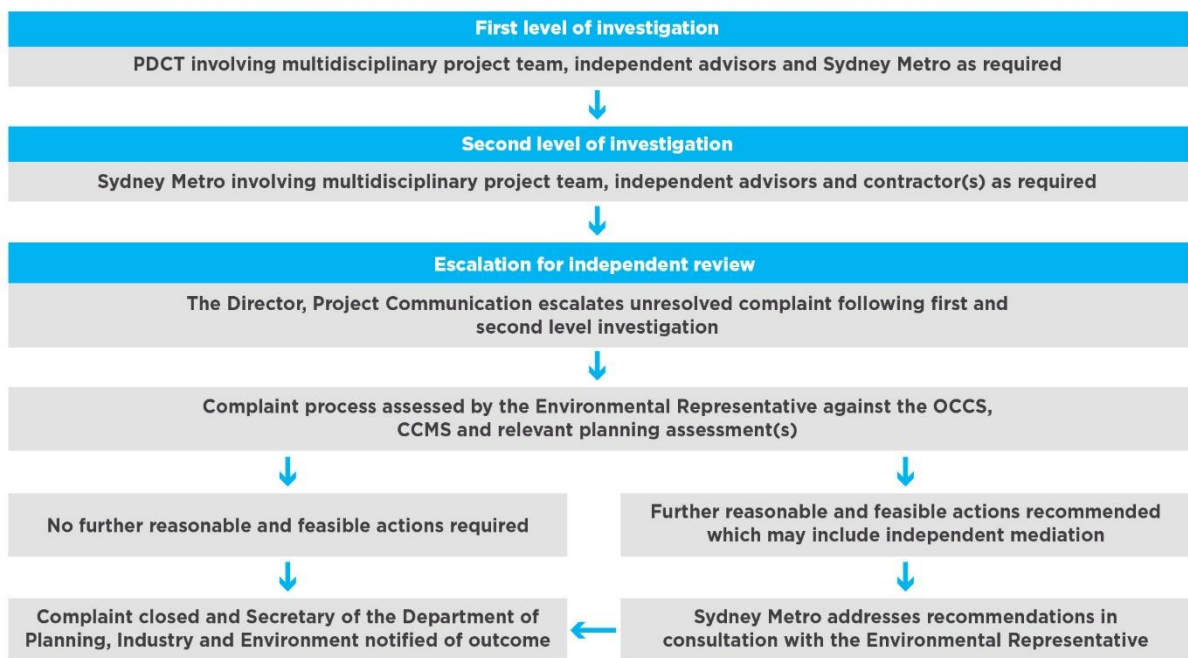 First level of investigation
PDCT involving multidisciplinary project team, independent advisors and Sydney Metro as required
Second level of investigation
Sydney Metro involving multidisciplinary project team, independent advisors and contractor(s) as required
Escalation for independent review
The Director, Project Communication escalates unresolved complaint following first and
second level investigation
Complaint process assessed by the Environmental Representative against the OCCS,
CCMS and relevant planning assessment(s)
No further reasonable and feasible actions required
Further reasonable and feasible actions recommended
which may include independent mediation
Complaint closed and Secretary of the Department of
Planning, Industry and Environment notified of outcome
Sydney Metro addresses recommendations in
consultation with the Environmental Representative